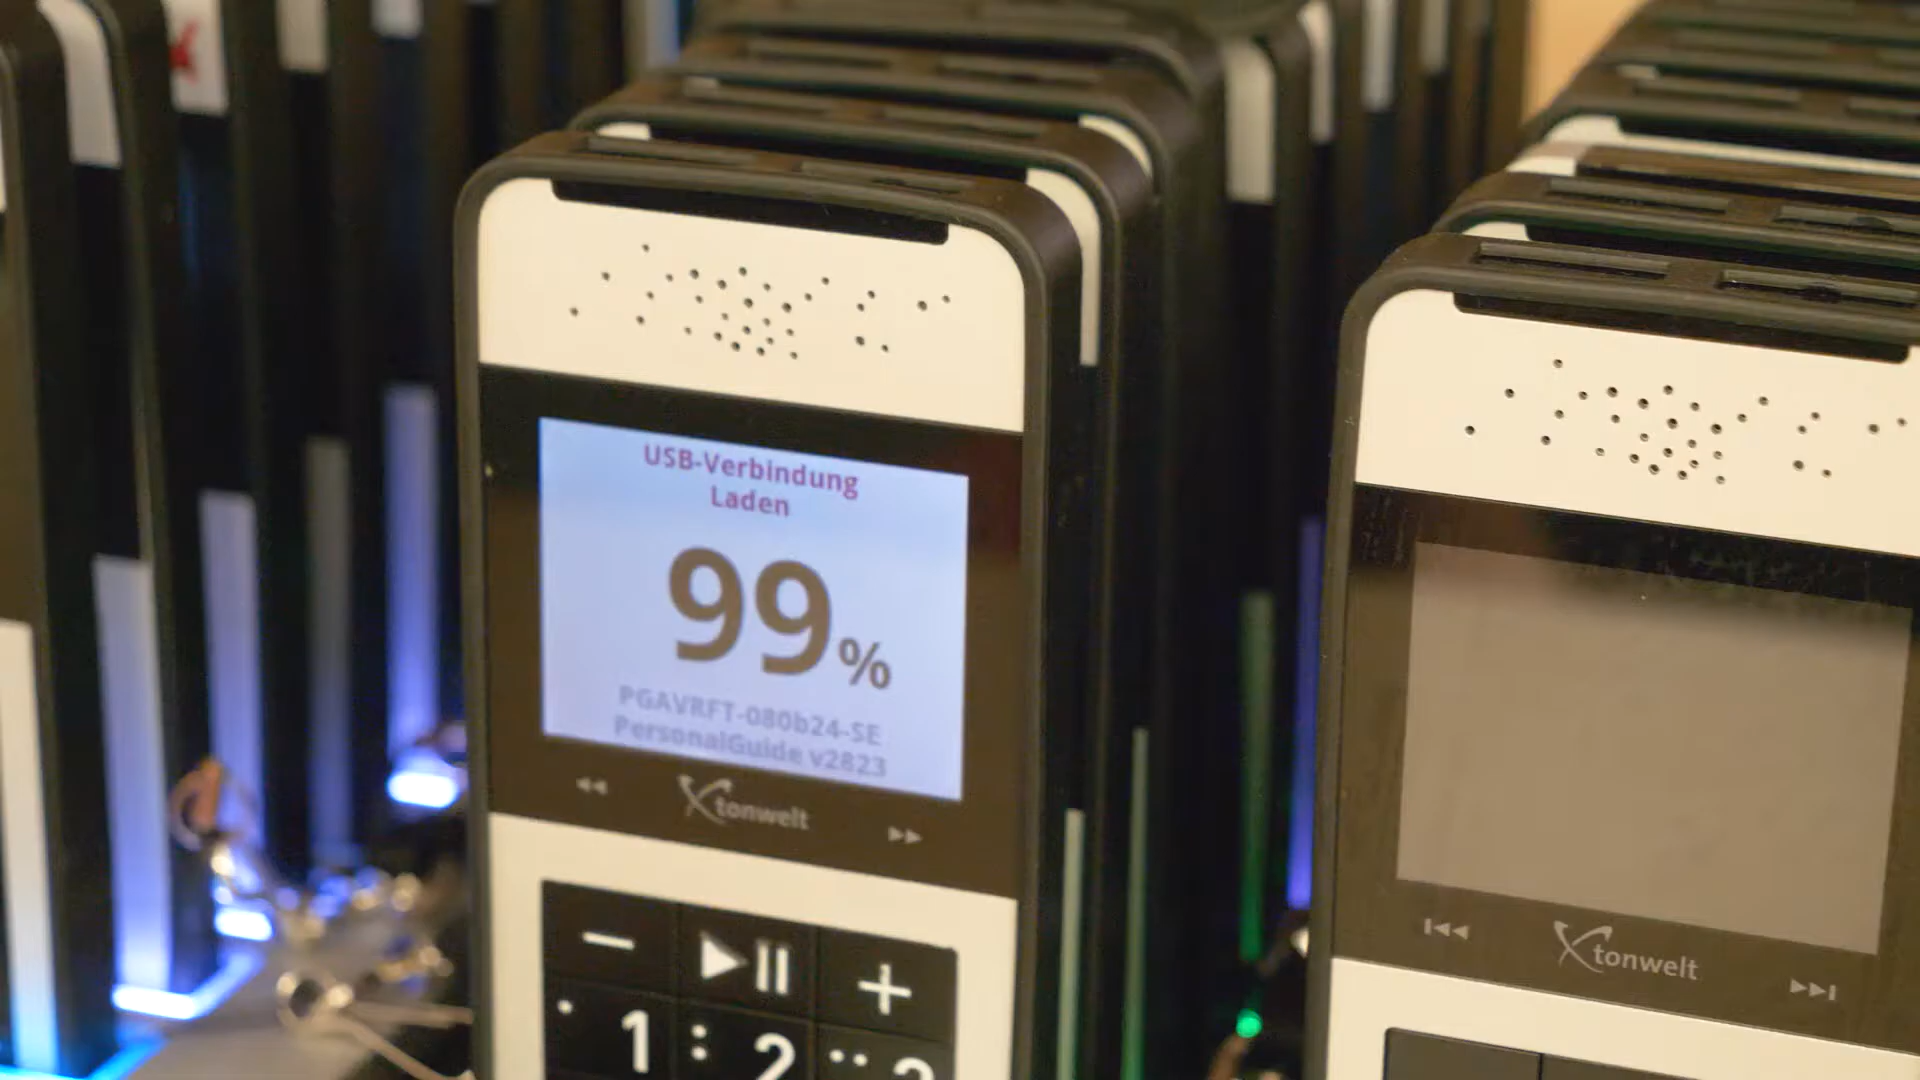 USB-Verbindung
Laden
99%
PGAVRFT-080b24-SE
PersonalGuide v2823
tonwelt
1 2
tonwelt